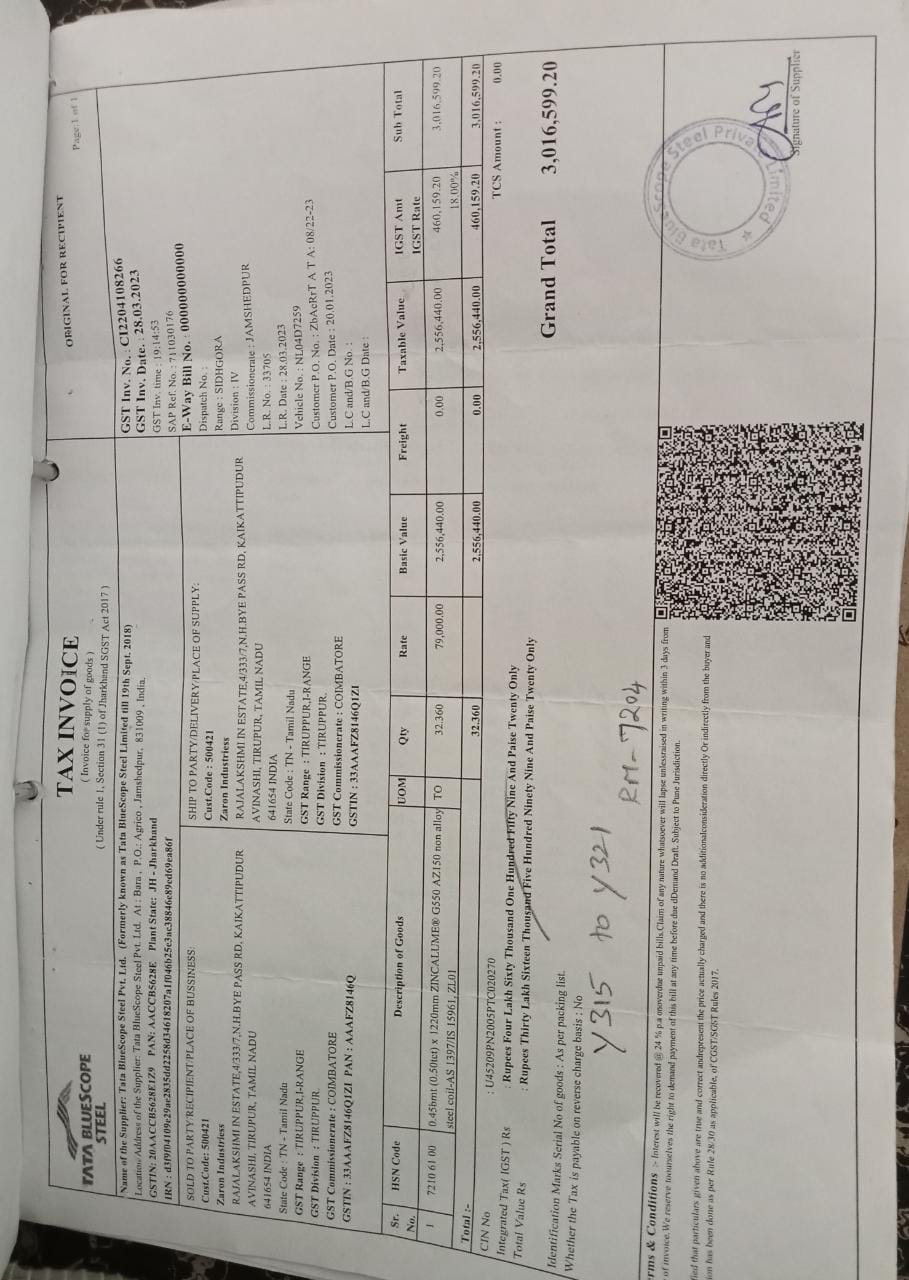 ORIGINAL FOR RECIPIENT
Page:1 of 1
TATA BLUESCOPE
STEEL
TAX INVOICE
( Invoice for supply of goods )
( Under rule 1, Section 31 (1) of Jharkhand SGST Act 2017 )
Name of the Supplier: Tata BlueScope Steel Pvt. Ltd. (Formerly known as Tata BlueScope Steel Limited till 19th Sept. 2018)
Location/Address of the Supplier: Tata BlueScope Steel Pvt. Ltd. At : Bara , P.O.: Agrico , Jamshedpur, 831009 , India.
GSTIN: 20AACCB5628E1Z9 PAN: AACCB5628E Plant State: JH - Jharkhand
GST Inv. No. : CI2204108266
GST Inv. Date. : 28.03.2023
GST Inv. time : 19:14:53
SAP Ref. No. : 711030176
E-Way Bill No. : 000000000000
Dispatch No. :
Range : SIDHGORA
Division : IV
Commissionerate : JAMSHEDPUR
L.R. No. : 33705
L.R. Date : 28.03.2023
Vehicle No. : NL04D7259
Customer P.O. No. : ZbAcRrT A T A: 08/22-23
Customer P.O. Date : 20.01.2023
L.C and/B.G No. :
L.C and/B.G Date :
SOLD TO PARTY/RECIPIENT/PLACE OF BUSSINESS:
Cust.Code: 500421
Zaron Industriess
RAJALAKSHMI IN ESTATE,4/333/7,N.H.BYE PASS RD, KAIKATTIPUDUR
AVINASHI, TIRUPUR, TAMIL NADU
641654 INDIA
State Code : TN - Tamil Nadu
GST Range : TIRUPPUR,I-RANGE
GST Division : TIRUPPUR.
GST Commissionerate : COIMBATORE
GSTIN : 33AAAFZ8146Q1ZI PAN : AAAFZ8146Q
SHIP TO PARTY/DELIVERY/PLACE OF SUPPLY:
Cust.Code : 500421
Zaron Industriess
RAJALAKSHMI IN ESTATE,4/333/7,N.H.BYE PASS RD, KAIKATTIPUDUR
AVINASHI, TIRUPUR, TAMIL NADU
641654 INDIA
State Code : TN - Tamil Nadu
GST Range : TIRUPPUR,I-RANGE
GST Division : TIRUPPUR.
GST Commissionerate : COIMBATORE
GSTIN : 33AAAFZ8146Q1ZI
Sr. No. HSN Code Description of Goods UOM Qty Rate Basic Value Freight Taxable Value IGST Amt IGST Rate Sub Total
1 7210 61 00 0.45bmt (0.50tct) x 1220mm ZINCALUME® G550 AZ150 non alloy TO 32.360 79,000.00 2,556,440.00 0.00 2,556,440.00 460,159.20 3,016,599.20
steel coil-AS 1397/IS 15961, ZL01 18.00%
Total :- 32.360 2,556,440.00 0.00 2,556,440.00 460,159.20 3,016,599.20
CIN No : U45209PN2005PTC020270
TCS Amount : 0.00
Integrated Tax( IGST ) Rs : Rupees Four Lakh Sixty Thousand One Hundred Fifty Nine And Paise Twenty Only
Total Value Rs : Rupees Thirty Lakh Sixteen Thousand Five Hundred Ninety Nine And Paise Twenty Only
Grand Total 3,016,599.20
Identification Marks Serial No of goods : As per packing list.
Whether the Tax is payable on reverse charge basis : No
Y315 to Y321 RM-7204
rms & Conditions :- Interest will be recovered @ 24 % p.a onoverdue unpaid bills.Claim of any nature whatsoever will lapse unlessraised in writing within 3 days from
of invoice. We reserve toourselves the right to demand payment of this bill at any time before due dDemand Draft. Subject to Pune Jurisdiction.
fied that particulars given above are true and correct andrepresent the price actually charged and there is no additionalconsideration directly Or indirectly from the buyer and
ion has been done as per Rule 28/30 as applicable, of CGST/SGST Rules 2017.
Tata Blue Scope Steel Private Limited
Signature of Supplier